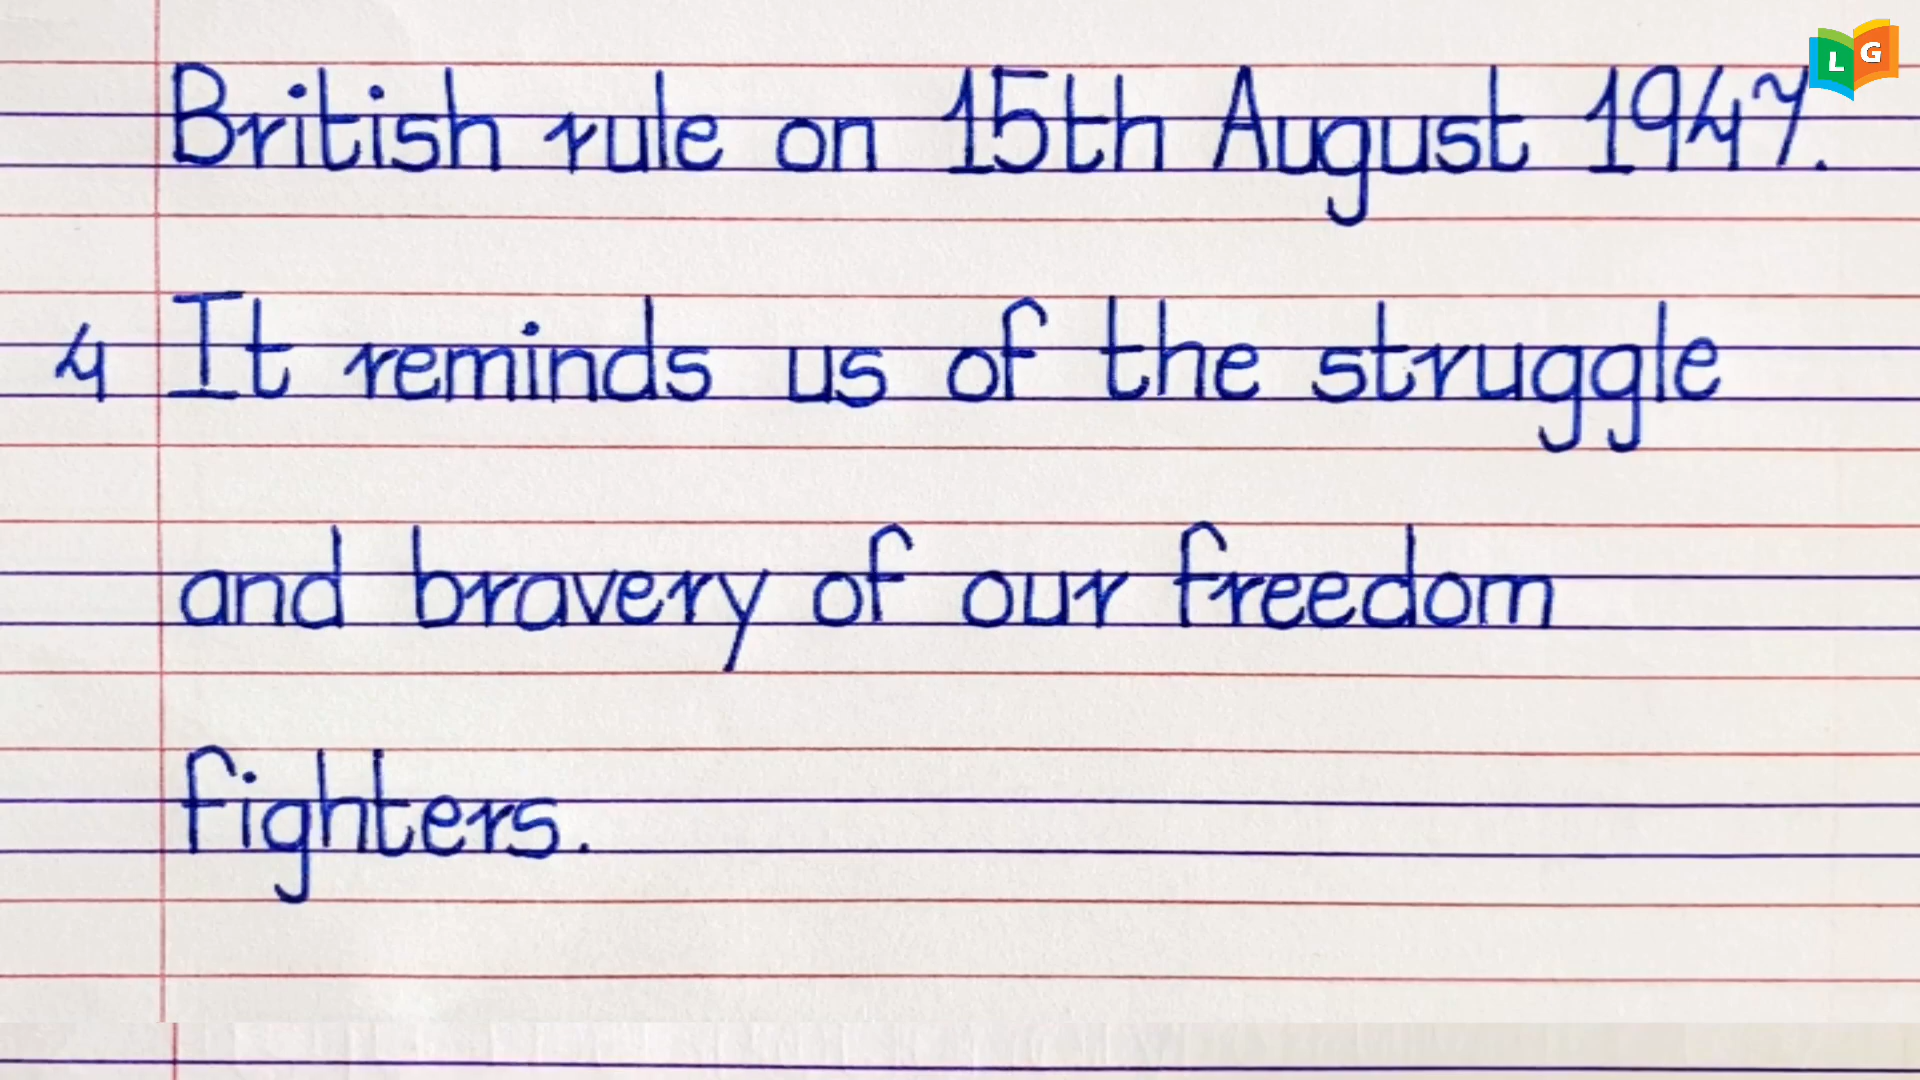 British rule on 15th August 1947.
4 It reminds us of the struggle
and bravery of our freedom
fighters.
L G